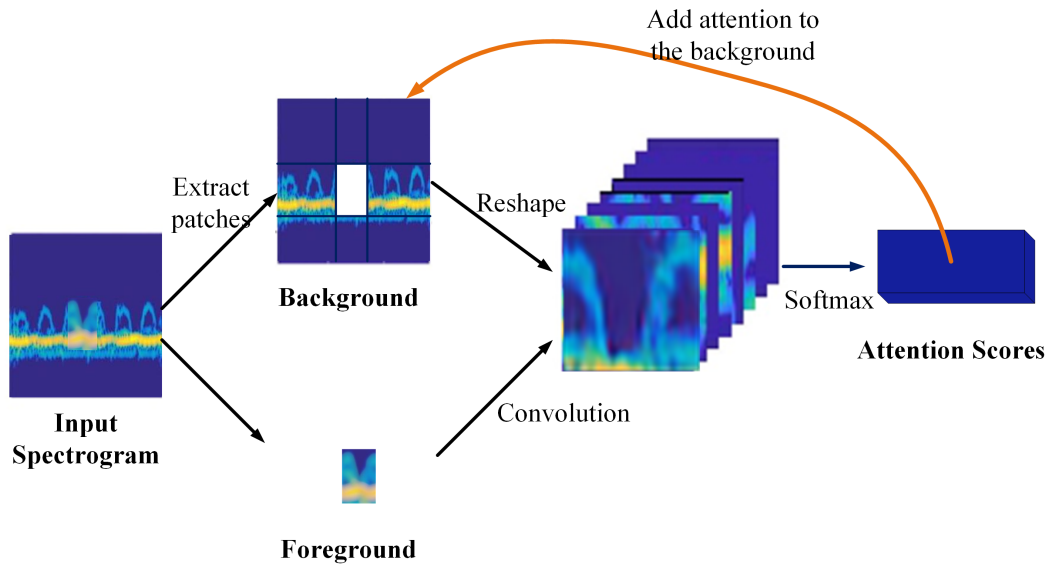 Add attention to
the background
Extract
patches
Reshape
Background
Softmax
Attention Scores
Input
Spectrogram
Convolution
Foreground